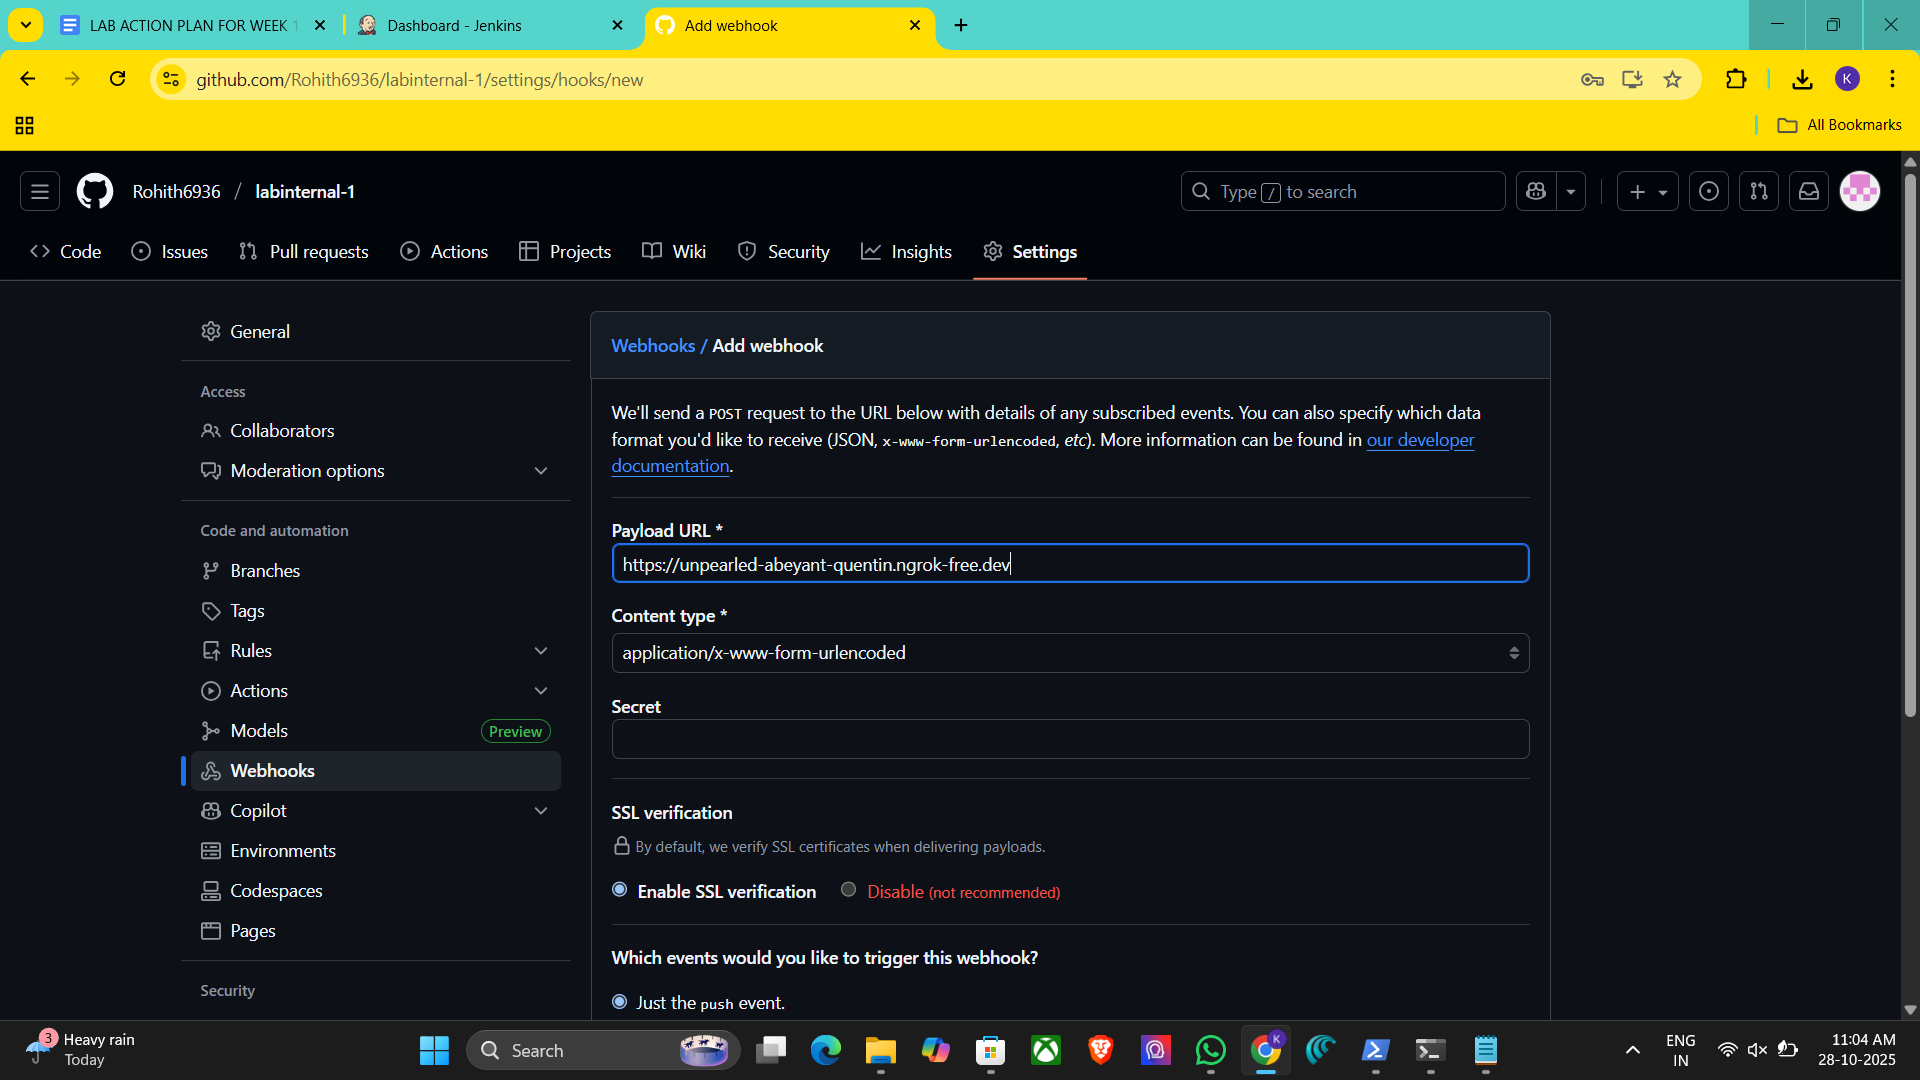 LAB ACTION PLAN FOR WEEK 1
Dashboard - Jenkins
Add webhook
github.com/Rohith6936/labinternal-1/settings/hooks/new
K
All Bookmarks
Rohith6936 / labinternal-1
Type / to search
Code
Issues
Pull requests
Actions
Projects
Wiki
Security
Insights
Settings
General
Access
Collaborators
Moderation options
Code and automation
Branches
Tags
Rules
Actions
Models
Preview
Webhooks
Copilot
Environments
Codespaces
Pages
Security
Webhooks / Add webhook
We'll send a POST request to the URL below with details of any subscribed events. You can also specify which data
format you'd like to receive (JSON, x-www-form-urlencoded, etc). More information can be found in our developer
documentation.
Payload URL *
https://unpearled-abeyant-quentin.ngrok-free.dev
Content type *
application/x-www-form-urlencoded
Secret
SSL verification
By default, we verify SSL certificates when delivering payloads.
Enable SSL verification
Disable (not recommended)
Which events would you like to trigger this webhook?
Just the push event.
3
Heavy rain
Today
Search
K
ENG
IN
11:04 AM
28-10-2025